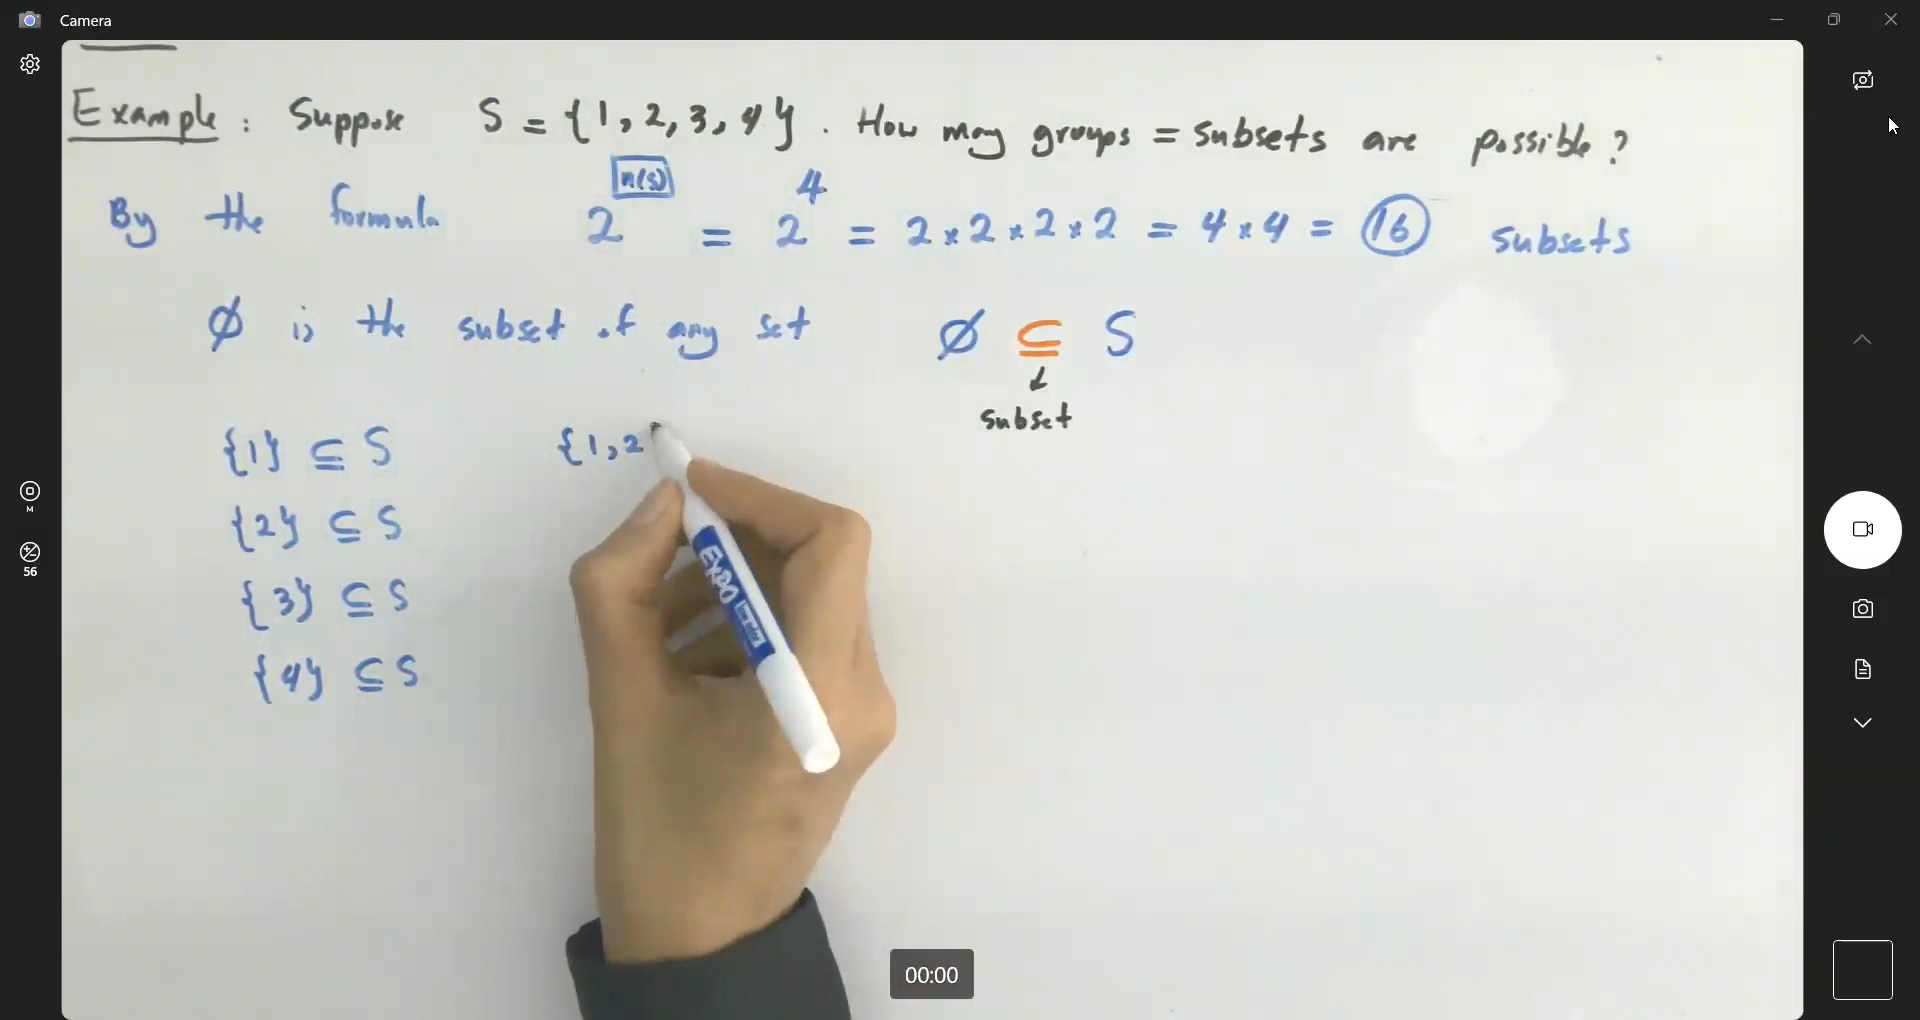 Camera
Example: Suppose S = {1, 2, 3, 4}. How may groups = subsets are possible?
By the formula 2^n(s) = 2^4 = 2 × 2 × 2 × 2 = 4 × 4 = 16 subsets
∅ is the subset of any set ∅ ⊆ S
subset
{1} ⊆ S {1, 2
{2} ⊆ S
{3} ⊆ S
{4} ⊆ S
M
56
EXPO
00:00